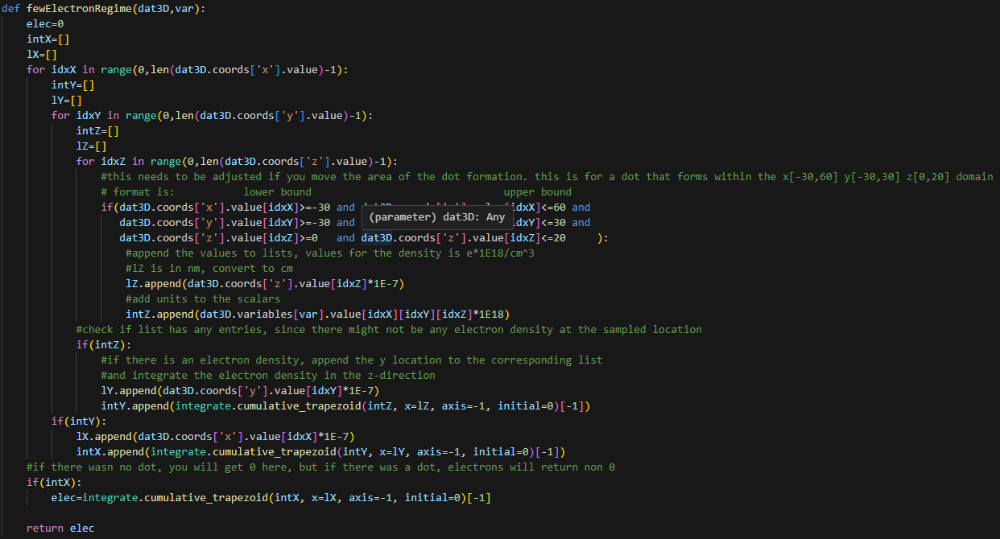 def fewElectronRegime(dat3D,var):
    elec=0
    intX=[]
    lX=[]
    for idxX in range(0,len(dat3D.coords['x'].value)-1):
        intY=[]
        lY=[]
        for idxY in range(0,len(dat3D.coords['y'].value)-1):
            intZ=[]
            lZ=[]
            for idxZ in range(0,len(dat3D.coords['z'].value)-1):
                #this needs to be adjusted if you move the area of the dot formation. this is for a dot that forms within the x[-30,60] y[-30,30] z[0,20] domain
                # format is:           lower bound                               upper bound
                if(dat3D.coords['x'].value[idxX]>=-30 and idxX]<=60 and
                   dat3D.coords['y'].value[idxY]>=-30 and (parameter) dat3D: Any idxY]<=30 and
                   dat3D.coords['z'].value[idxZ]>=0   and dat3D.coords['z'].value[idxZ]<=20     ):
                    #append the values to lists, values for the density is e*1E18/cm^3
                    #lZ is in nm, convert to cm
                    lZ.append(dat3D.coords['z'].value[idxZ]*1E-7)
                    #add units to the scalars
                    intZ.append(dat3D.variables[var].value[idxX][idxY][idxZ]*1E18)
            #check if list has any entries, since there might not be any electron density at the sampled location
            if(intZ):
                #if there is an electron density, append the y location to the corresponding list
                #and integrate the electron density in the z-direction
                lY.append(dat3D.coords['y'].value[idxY]*1E-7)
                intY.append(integrate.cumulative_trapezoid(intZ, x=lZ, axis=-1, initial=0)[-1])
        if(intY):
            lX.append(dat3D.coords['x'].value[idxX]*1E-7)
            intX.append(integrate.cumulative_trapezoid(intY, x=lY, axis=-1, initial=0)[-1])
    #if there wasn no dot, you will get 0 here, but if there was a dot, electrons will return non 0
    if(intX):
        elec=integrate.cumulative_trapezoid(intX, x=lX, axis=-1, initial=0)[-1]
    return elec